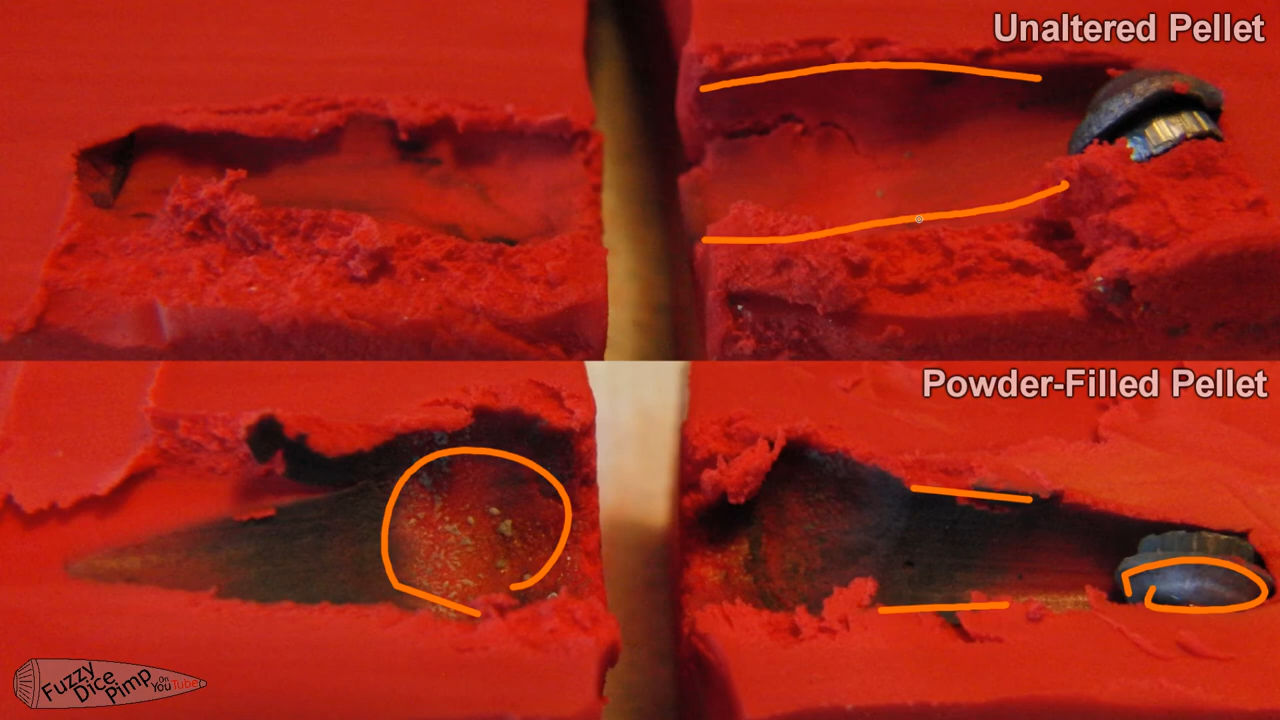 Unaltered Pellet
Powder-Filled Pellet
Fuzzy
Dice
Pimp
On
YouTube